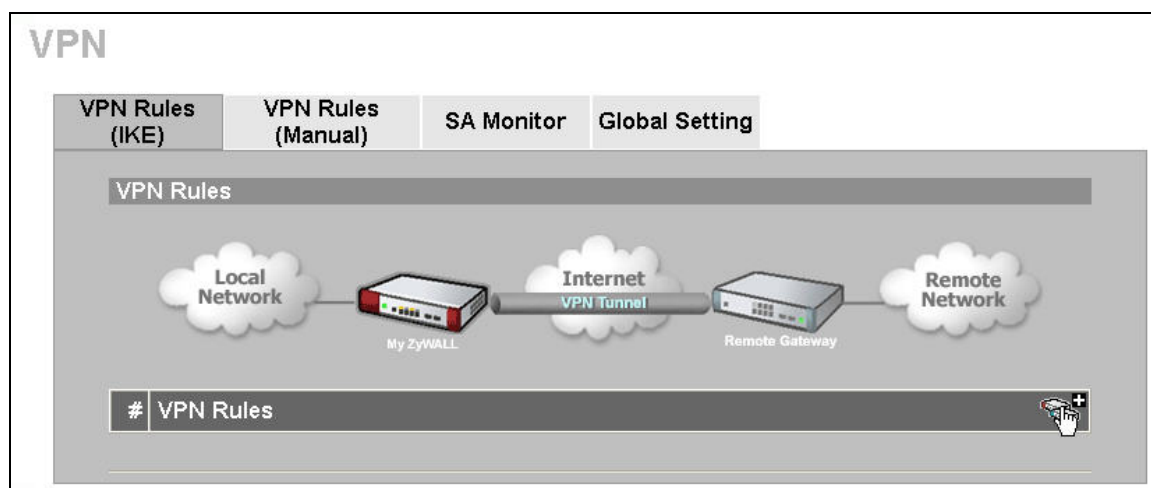 VPN
VPN Rules
(IKE)
VPN Rules
(Manual)
SA Monitor
Global Setting
VPN Rules
Local
Network
Internet
VPN Tunnel
Remote
Network
My ZyWALL
Remote Gateway
# VPN Rules